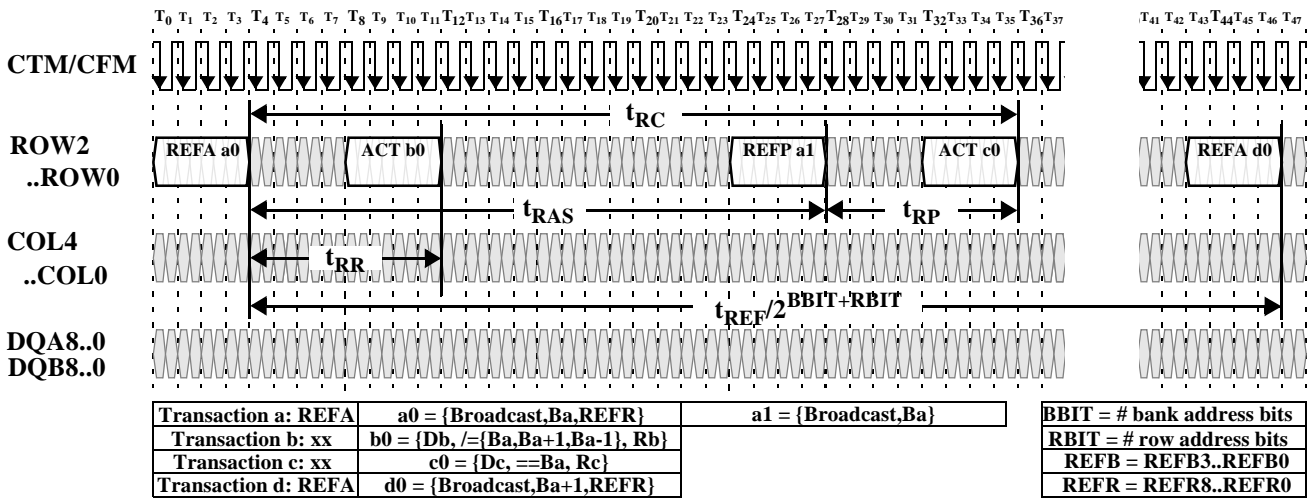 T0 T1 T2 T3 T4 T5 T6 T7 T8 T9 T10 T11 T12 T13 T14 T15 T16 T17 T18 T19 T20 T21 T22 T23 T24 T25 T26 T27 T28 T29 T30 T31 T32 T33 T34 T35 T36 T37 T41 T42 T43 T44 T45 T46 T47
CTM/CFM
tRC
ROW2
..ROW0
REFA a0 ACT b0 REFP a1 ACT c0 REFA d0
tRAS tRP
COL4
..COL0
tRR
tREF/2^BBIT+RBIT
DQA8..0
DQB8..0
Transaction a: REFA a0 = {Broadcast,Ba,REFR} a1 = {Broadcast,Ba}
Transaction b: xx b0 = {Db, /={Ba,Ba+1,Ba-1}, Rb}
Transaction c: xx c0 = {Dc, ==Ba, Rc}
Transaction d: REFA d0 = {Broadcast,Ba+1,REFR}
BBIT = # bank address bits
RBIT = # row address bits
REFB = REFB3..REFB0
REFR = REFR8..REFR0